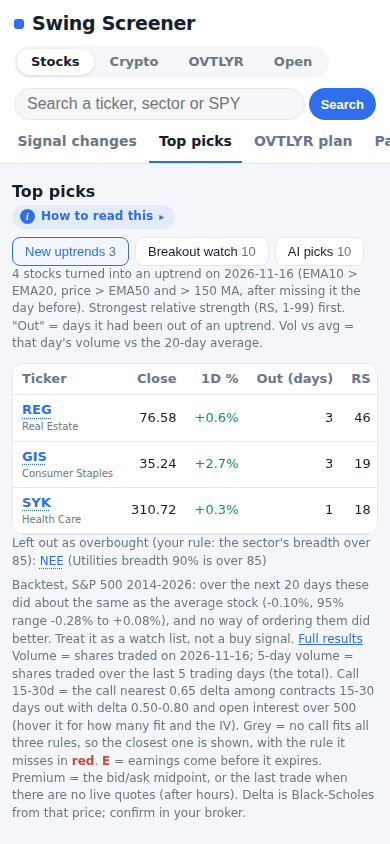 Swing Screener
Stocks Crypto OVTLYR Open
Search a ticker, sector or SPY Search
Signal changes Top picks OVTLYR plan Pa
Top picks
i How to read this ▸
New uptrends 3 Breakout watch 10 AI picks 10
4 stocks turned into an uptrend on 2026-11-16 (EMA10 >
EMA20, price > EMA50 and > 150 MA, after missing it the
day before). Strongest relative strength (RS, 1-99) first.
"Out" = days it had been out of an uptrend. Vol vs avg =
that day's volume vs the 20-day average.
Ticker Close 1D % Out (days) RS
REG 76.58 +0.6% 3 46
Real Estate
GIS 35.24 +2.7% 3 19
Consumer Staples
SYK 310.72 +0.3% 1 18
Health Care
Left out as overbought (your rule: the sector's breadth over
85): NEE (Utilities breadth 90% is over 85)
Backtest, S&P 500 2014-2026: over the next 20 days these
did about the same as the average stock (-0.10%, 95%
range -0.28% to +0.08%), and no way of ordering them did
better. Treat it as a watch list, not a buy signal. Full results
Volume = shares traded on 2026-11-16; 5-day volume =
shares traded over the last 5 trading days (the total). Call
15-30d = the call nearest 0.65 delta among contracts 15-30
days out with delta 0.50-0.80 and open interest over 500
(hover it for how many fit and the IV). Grey = no call fits all
three rules, so the closest one is shown, with the rule it
misses in red. E = earnings come before it expires.
Premium = the bid/ask midpoint, or the last trade when
there are no live quotes (after hours). Delta is Black-Scholes
from that price; confirm in your broker.